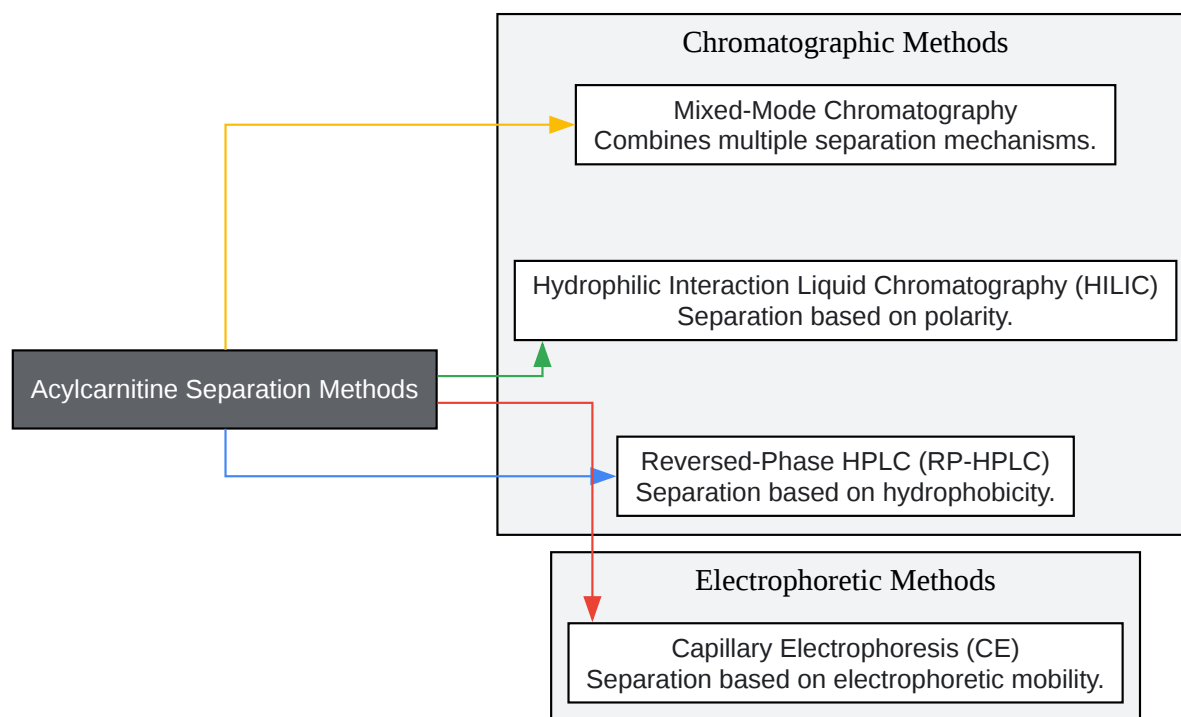 Chromatographic Methods
Mixed-Mode Chromatography
Combines multiple separation mechanisms.
Hydrophilic Interaction Liquid Chromatography (HILIC)
Separation based on polarity.
Acylcarnitine Separation Methods
Reversed-Phase HPLC (RP-HPLC)
Separation based on hydrophobicity.
Electrophoretic Methods
Capillary Electrophoresis (CE)
Separation based on electrophoretic mobility.